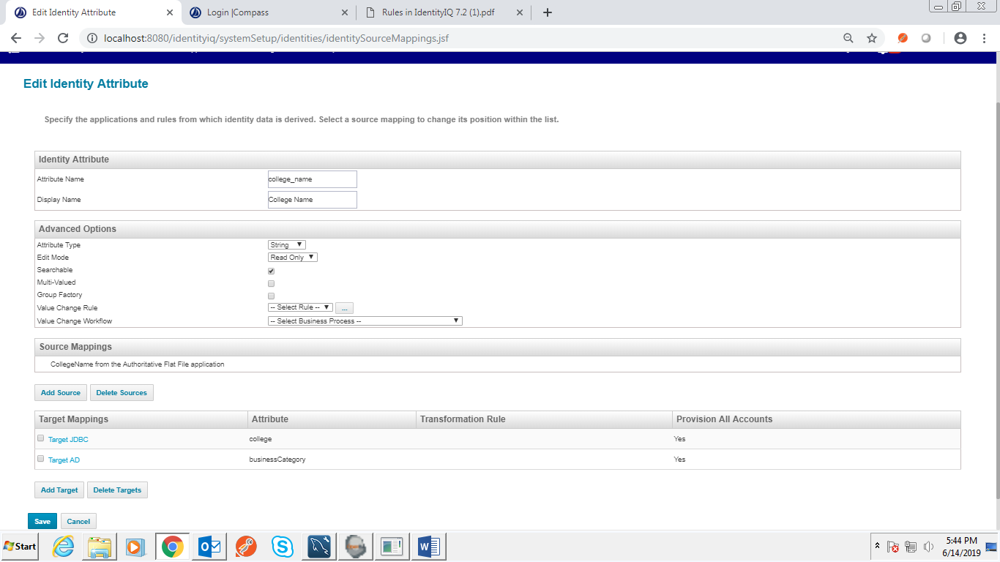 Edit Identity Attribute
Login |Compass
Rules in IdentityIQ 7.2 (1).pdf
localhost:8080/identityiq/systemSetup/identities/identitySourceMappings.jsf
Edit Identity Attribute
Specify the applications and rules from which identity data is derived. Select a source mapping to change its position within the list.
Identity Attribute
Attribute Name college_name
Display Name College Name
Advanced Options
Attribute Type String
Edit Mode Read Only
Searchable
Multi-Valued
Group Factory
Value Change Rule -- Select Rule -- ...
Value Change Workflow -- Select Business Process --
Source Mappings
CollegeName from the Authoritative Flat File application
Add Source Delete Sources
Target Mappings Attribute Transformation Rule Provision All Accounts
Target JDBC college Yes
Target AD businessCategory Yes
Add Target Delete Targets
Save Cancel
Start
5:44 PM
6/14/2019